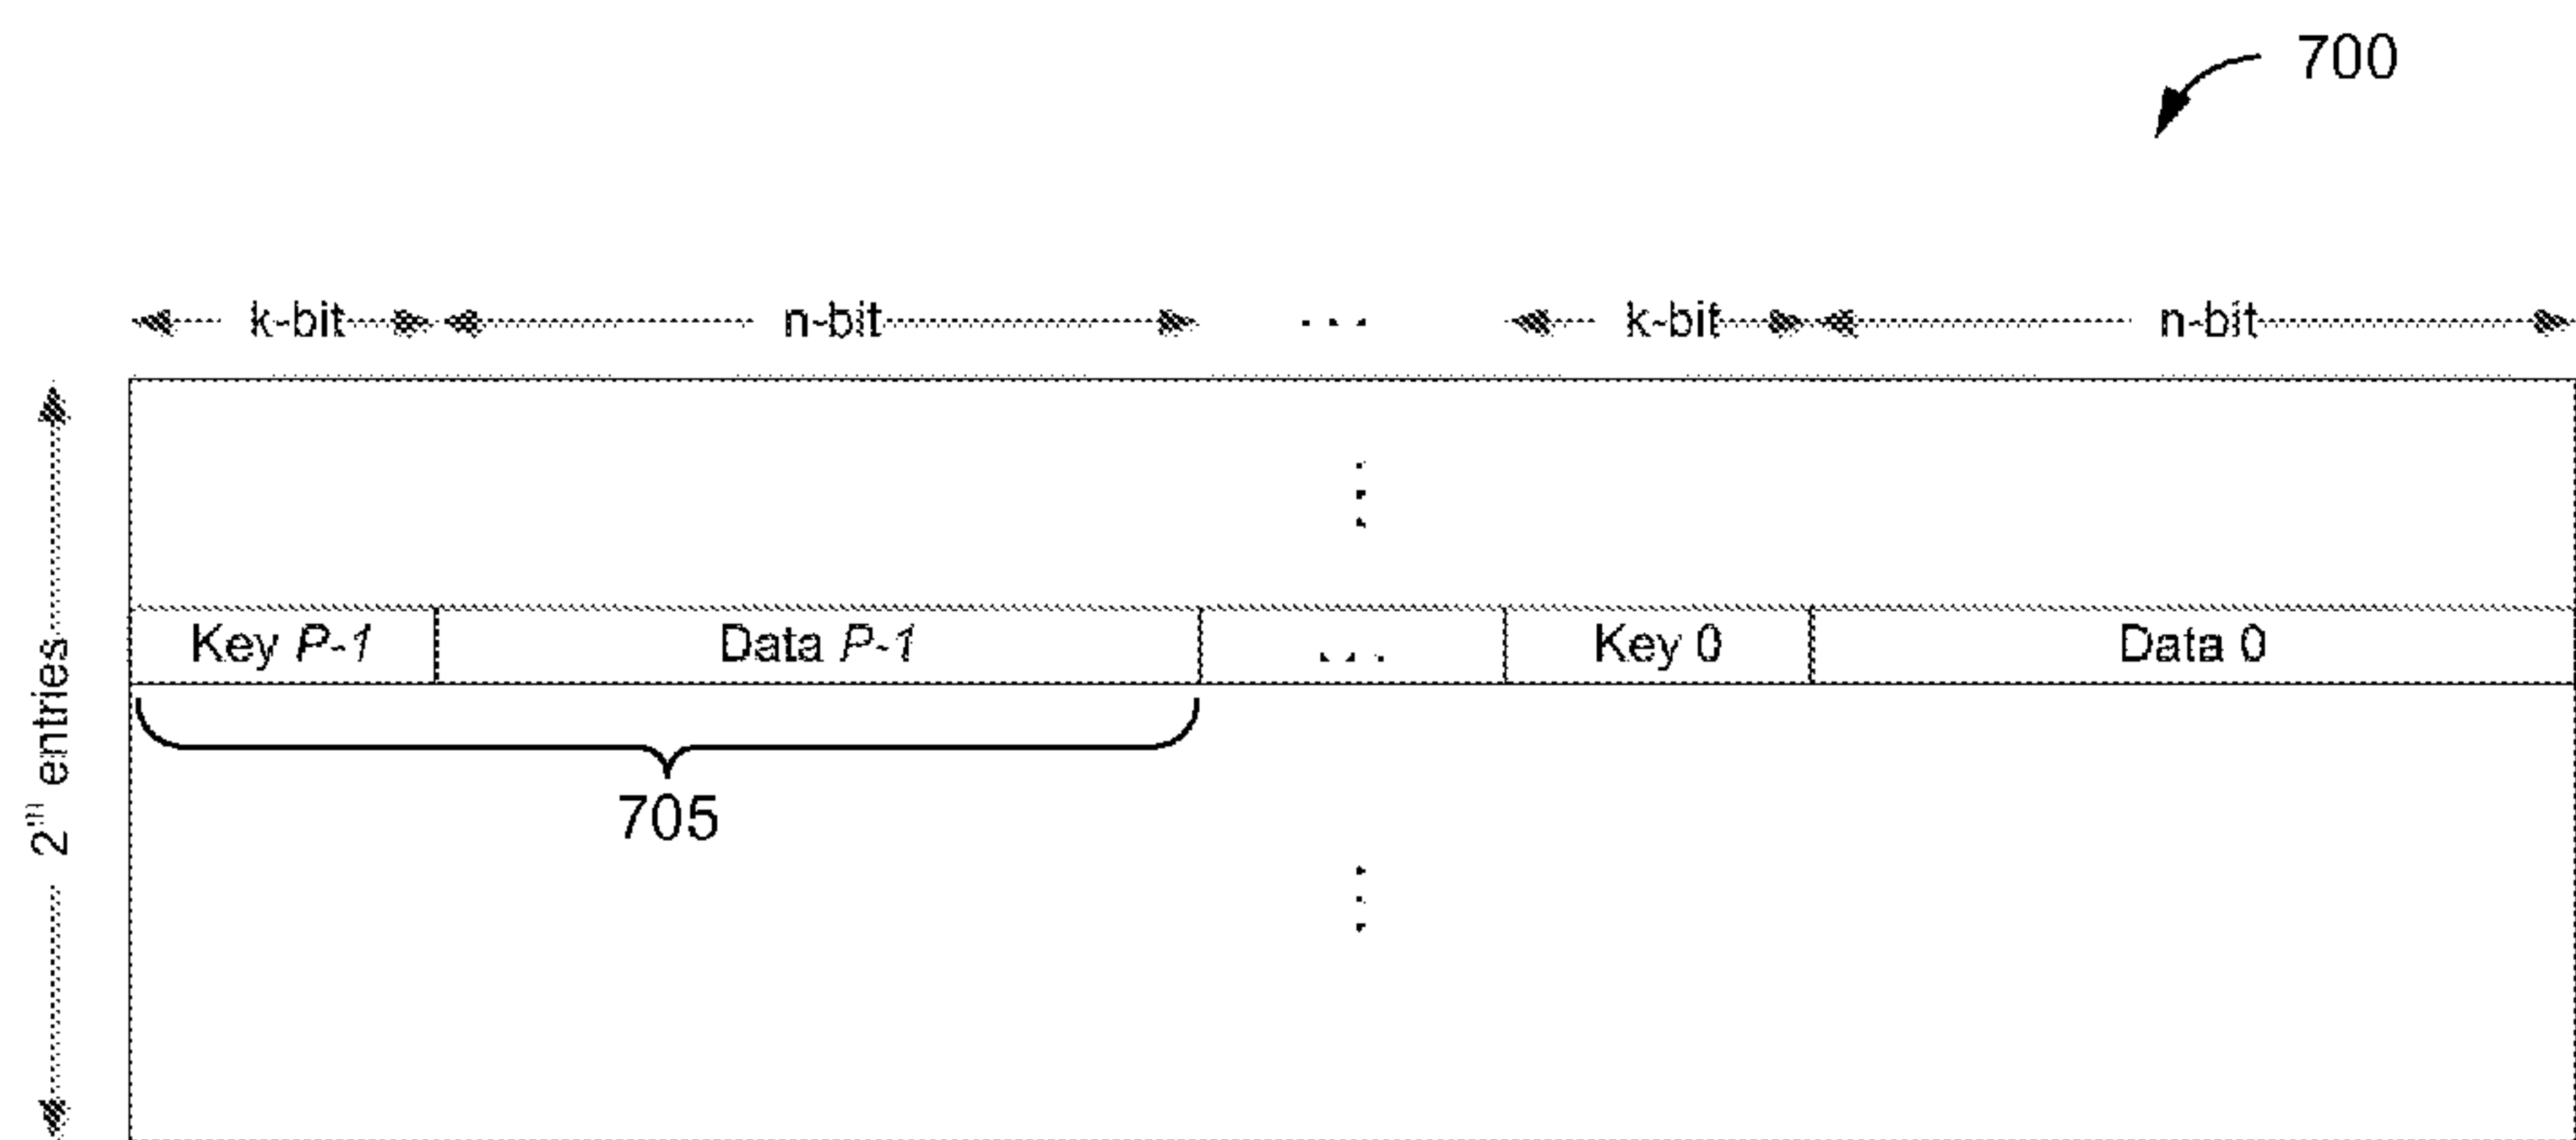 700
k-bit n-bit ... k-bit n-bit
2^m entries
Key P-1 Data P-1 ... Key 0 Data 0
705